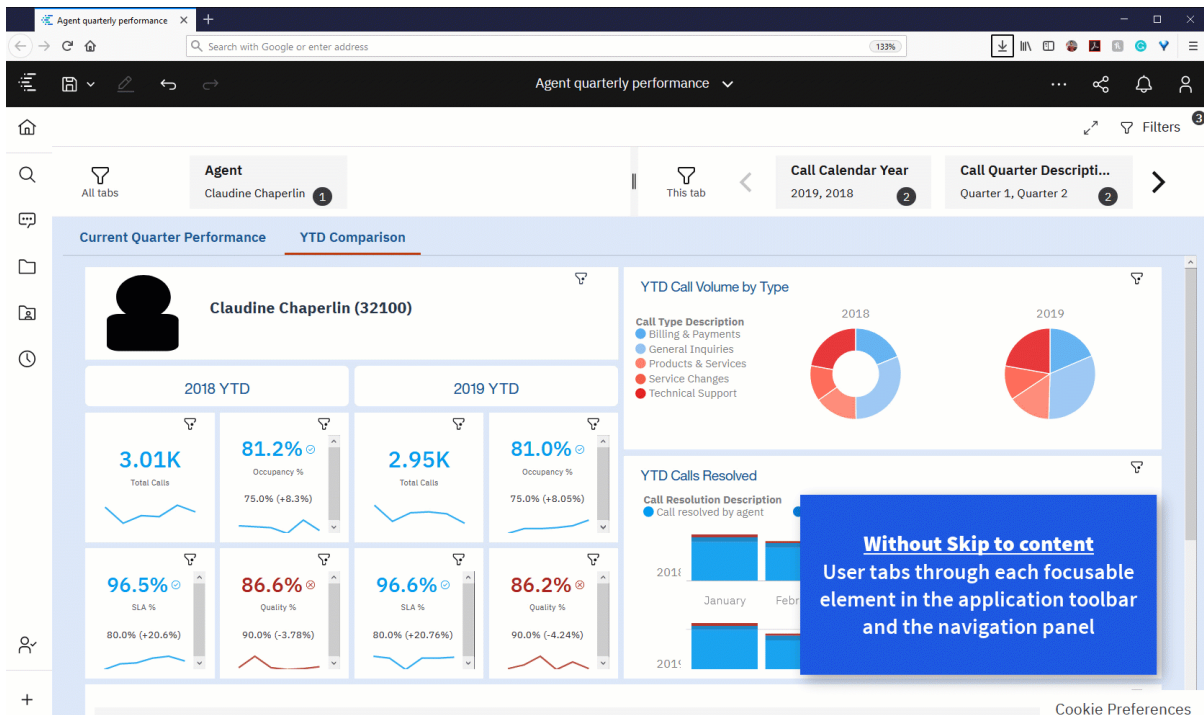 Agent quarterly performance
Search with Google or enter address
133%
Agent quarterly performance
Filters
3
All tabs
Agent
Claudine Chaperlin
1
This tab
Call Calendar Year
2019, 2018
2
Call Quarter Descripti...
Quarter 1, Quarter 2
2
Current Quarter Performance
YTD Comparison
Claudine Chaperlin (32100)
2018 YTD
2019 YTD
3.01K
Total Calls
81.2%
Occupancy %
75.0% (+8.3%)
2.95K
Total Calls
81.0%
Occupancy %
75.0% (+8.05%)
96.5%
SLA %
80.0% (+20.6%)
86.6%
Quality %
90.0% (-3.78%)
96.6%
SLA %
80.0% (+20.76%)
86.2%
Quality %
90.0% (-4.24%)
YTD Call Volume by Type
Call Type Description
Billing & Payments
General Inquiries
Products & Services
Service Changes
Technical Support
2018
2019
YTD Calls Resolved
Call Resolution Description
Call resolved by agent
January
Without Skip to content
User tabs through each focusable
element in the application toolbar
and the navigation panel
Cookie Preferences